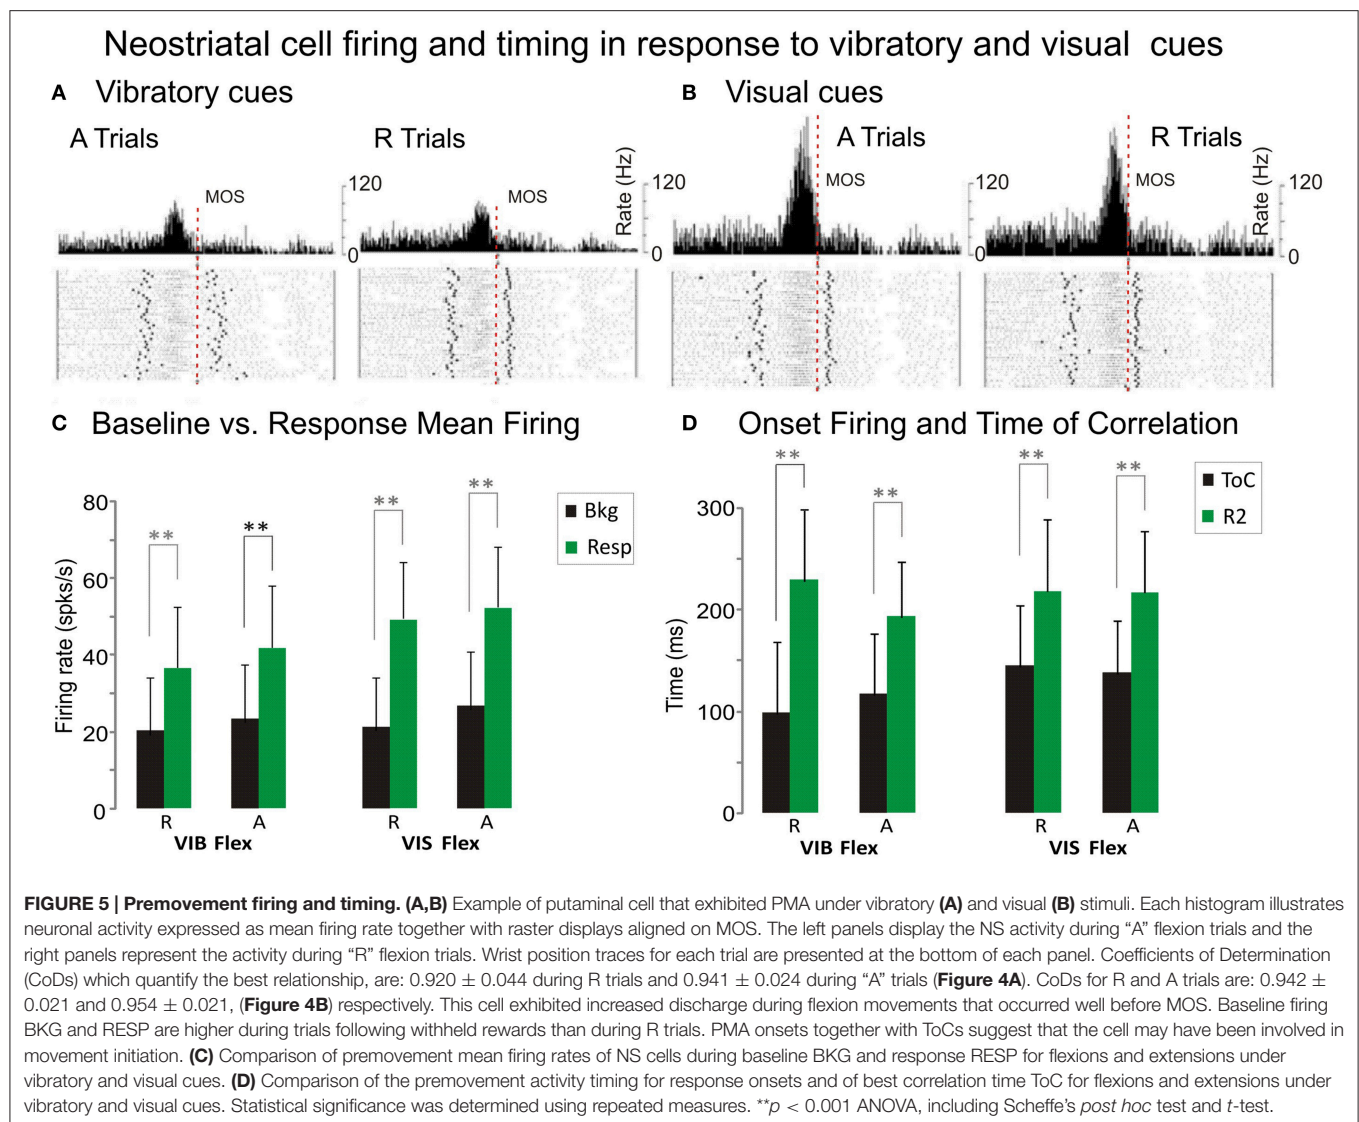 Neostriatal cell firing and timing in response to vibratory and visual cues
A Vibratory cues
B Visual cues
A Trials
R Trials
A Trials
R Trials
MOS
120
0
MOS
Rate (Hz)
120
0
MOS
120
0
MOS
Rate (Hz)
120
0
C Baseline vs. Response Mean Firing
Firing rate (spks/s)
80
60
40
20
0
**
**
**
**
Bkg
Resp
R
A
R
A
VIB Flex
VIS Flex
D Onset Firing and Time of Correlation
Time (ms)
300
200
100
0
**
**
**
**
ToC
R2
R
A
R
A
VIB Flex
VIS Flex
FIGURE 5 | Premovement firing and timing. (A,B) Example of putaminal cell that exhibited PMA under vibratory (A) and visual (B) stimuli. Each histogram illustrates
neuronal activity expressed as mean firing rate together with raster displays aligned on MOS. The left panels display the NS activity during “A” flexion trials and the
right panels represent the activity during “R” flexion trials. Wrist position traces for each trial are presented at the bottom of each panel. Coefficients of Determination
(CoDs) which quantify the best relationship, are: 0.920 ± 0.044 during R trials and 0.941 ± 0.024 during “A” trials (Figure 4A). CoDs for R and A trials are: 0.942 ±
0.021 and 0.954 ± 0.021, (Figure 4B) respectively. This cell exhibited increased discharge during flexion movements that occurred well before MOS. Baseline firing
BKG and RESP are higher during trials following withheld rewards than during R trials. PMA onsets together with ToCs suggest that the cell may have been involved in
movement initiation. (C) Comparison of premovement mean firing rates of NS cells during baseline BKG and response RESP for flexions and extensions under
vibratory and visual cues. (D) Comparison of the premovement activity timing for response onsets and of best correlation time ToC for flexions and extensions under
vibratory and visual cues. Statistical significance was determined using repeated measures. **p < 0.001 ANOVA, including Scheffe’s post hoc test and t-test.